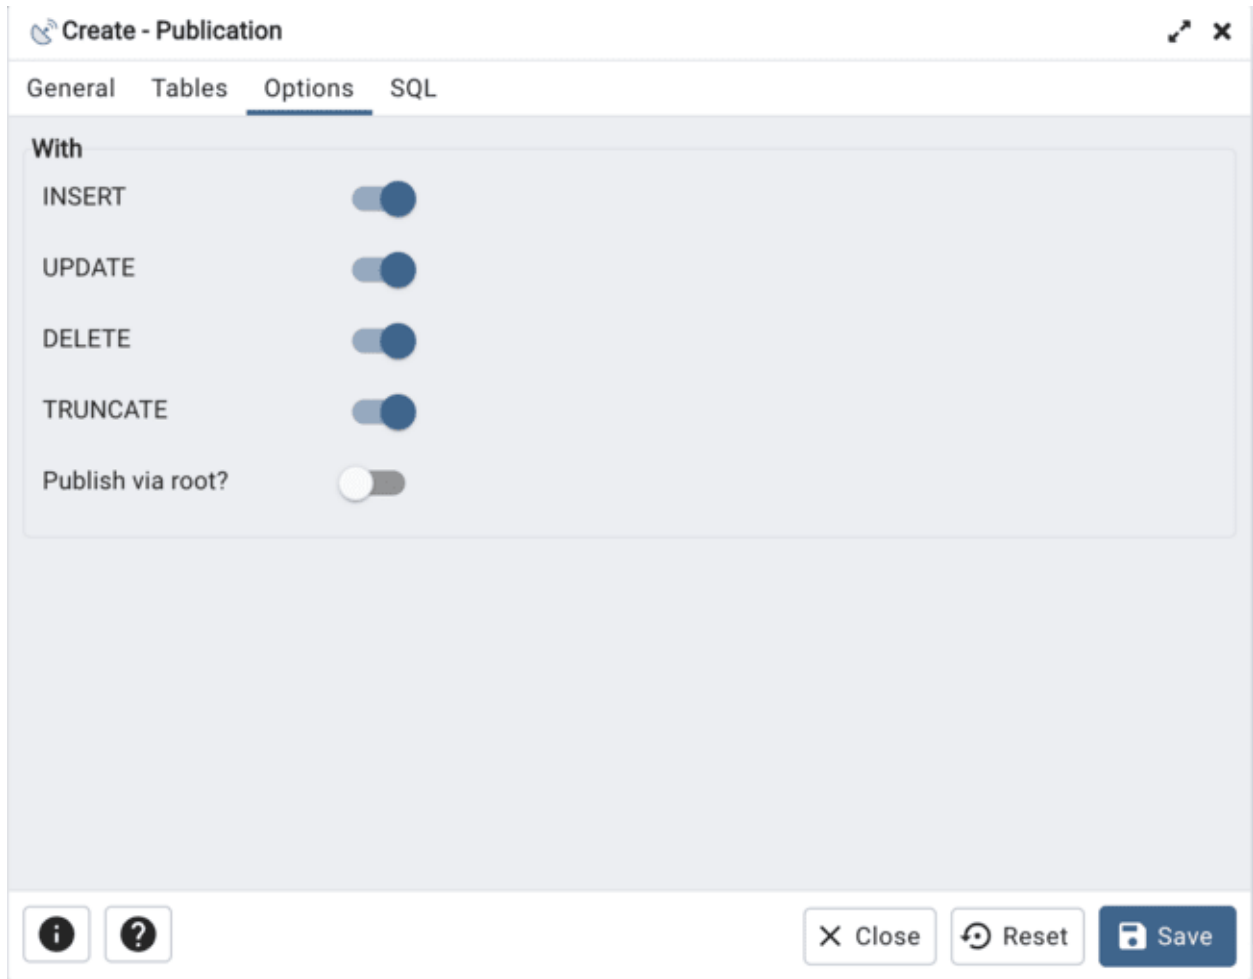 Create - Publication
General Tables Options SQL
With
INSERT
UPDATE
DELETE
TRUNCATE
Publish via root?
Close Reset Save